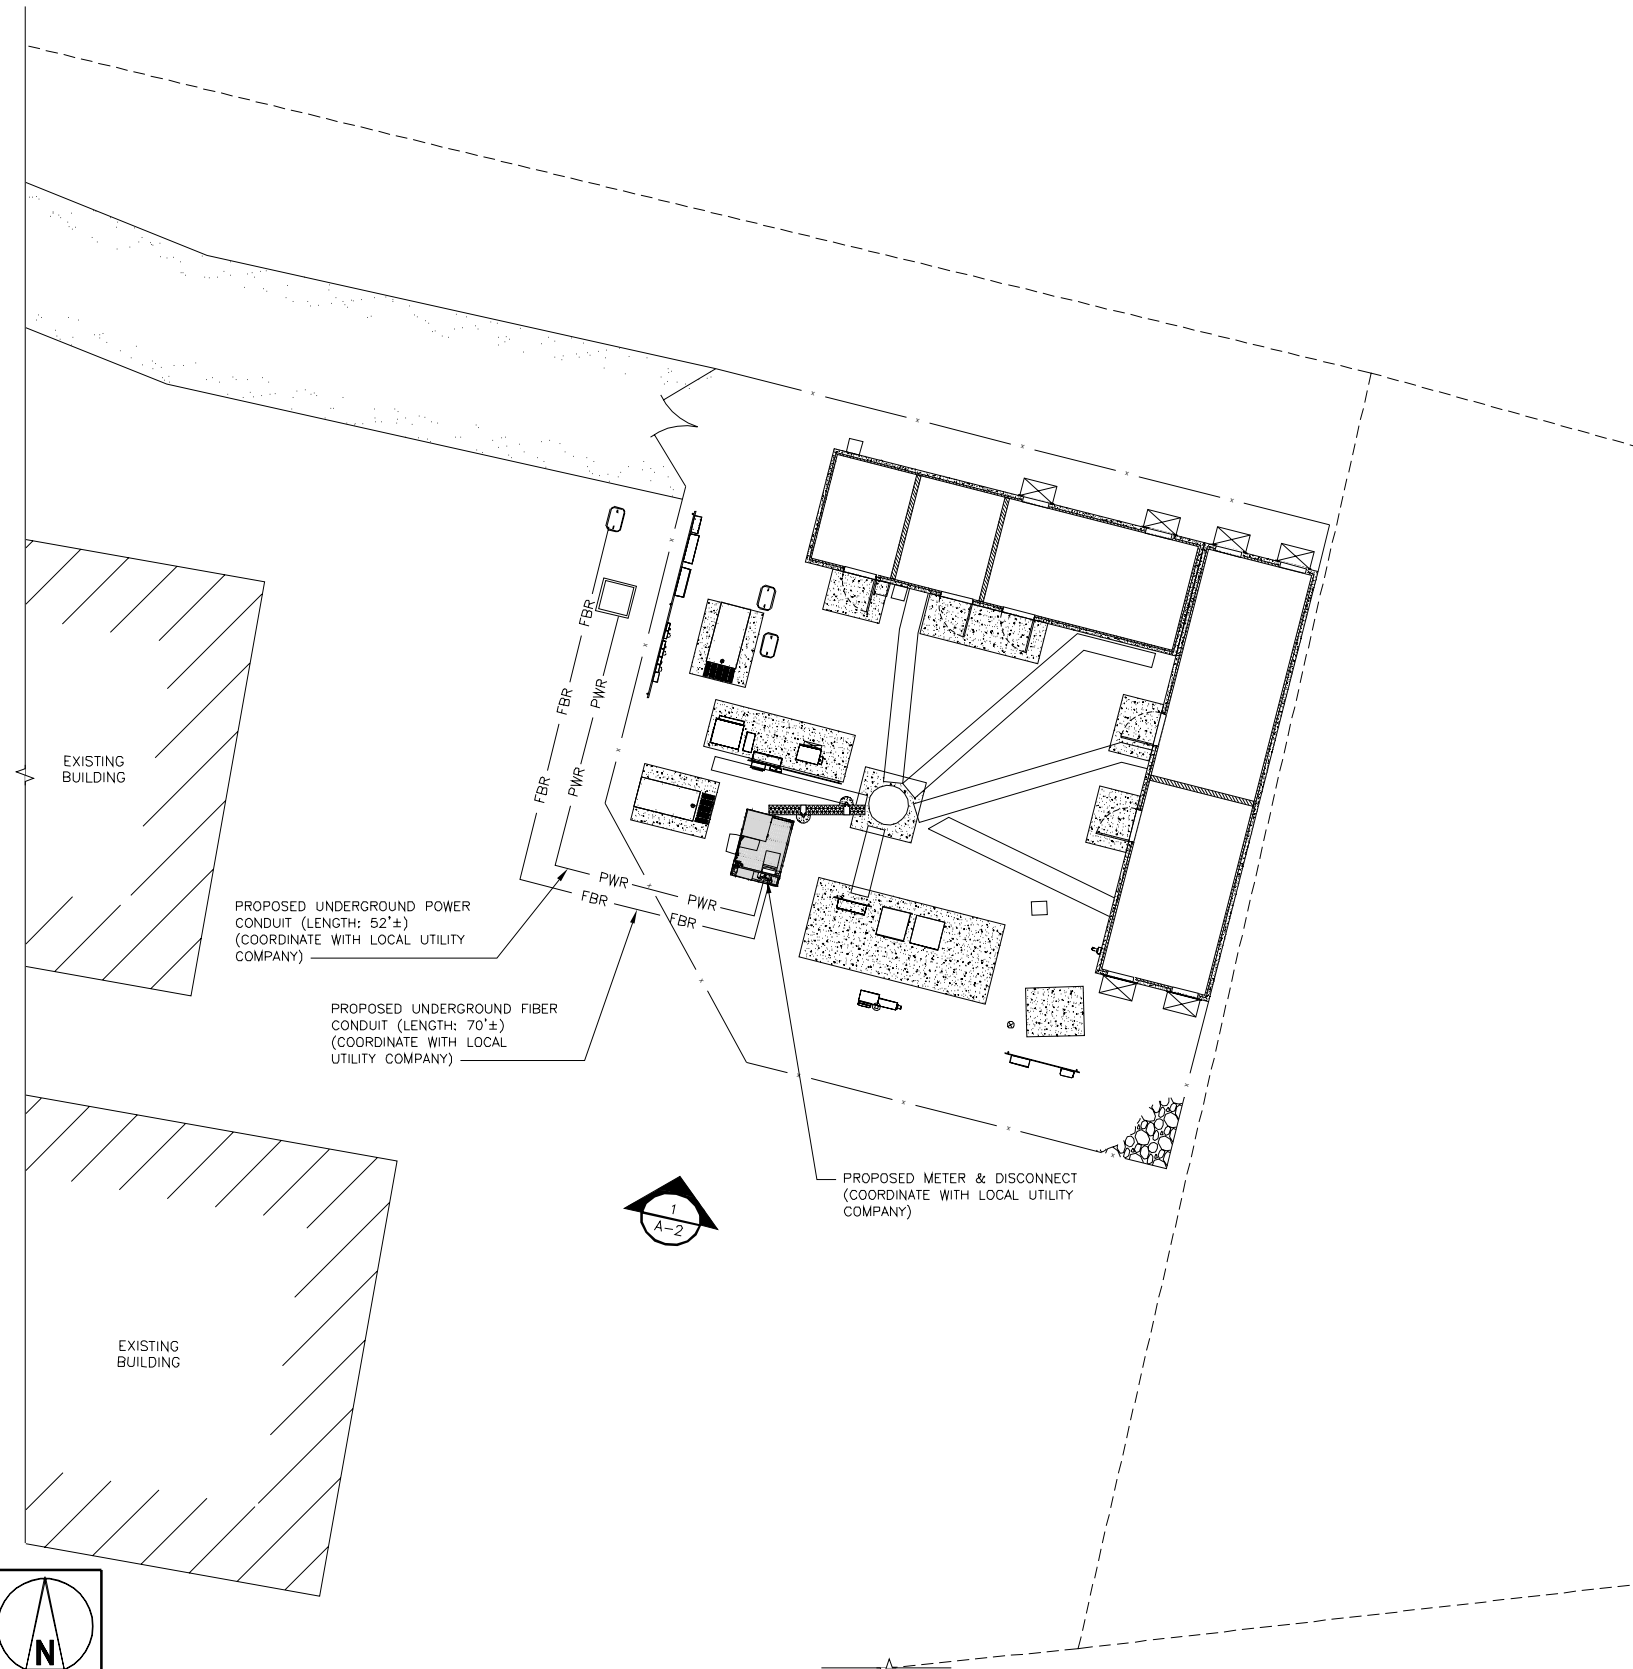 FBR
FBR
PWR
FBR
PWR
EXISTING
BUILDING
PWR
PWR
FBR
FBR
PROPOSED UNDERGROUND POWER
CONDUIT (LENGTH: 52'±)
(COORDINATE WITH LOCAL UTILITY
COMPANY)
PROPOSED UNDERGROUND FIBER
CONDUIT (LENGTH: 70'±)
(COORDINATE WITH LOCAL
UTILITY COMPANY)
PROPOSED METER & DISCONNECT
(COORDINATE WITH LOCAL UTILITY
COMPANY)
1
A-2
EXISTING
BUILDING
N